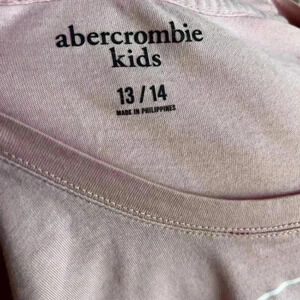 abercrombie
kids
13 / 14
MADE IN PHILIPPINES